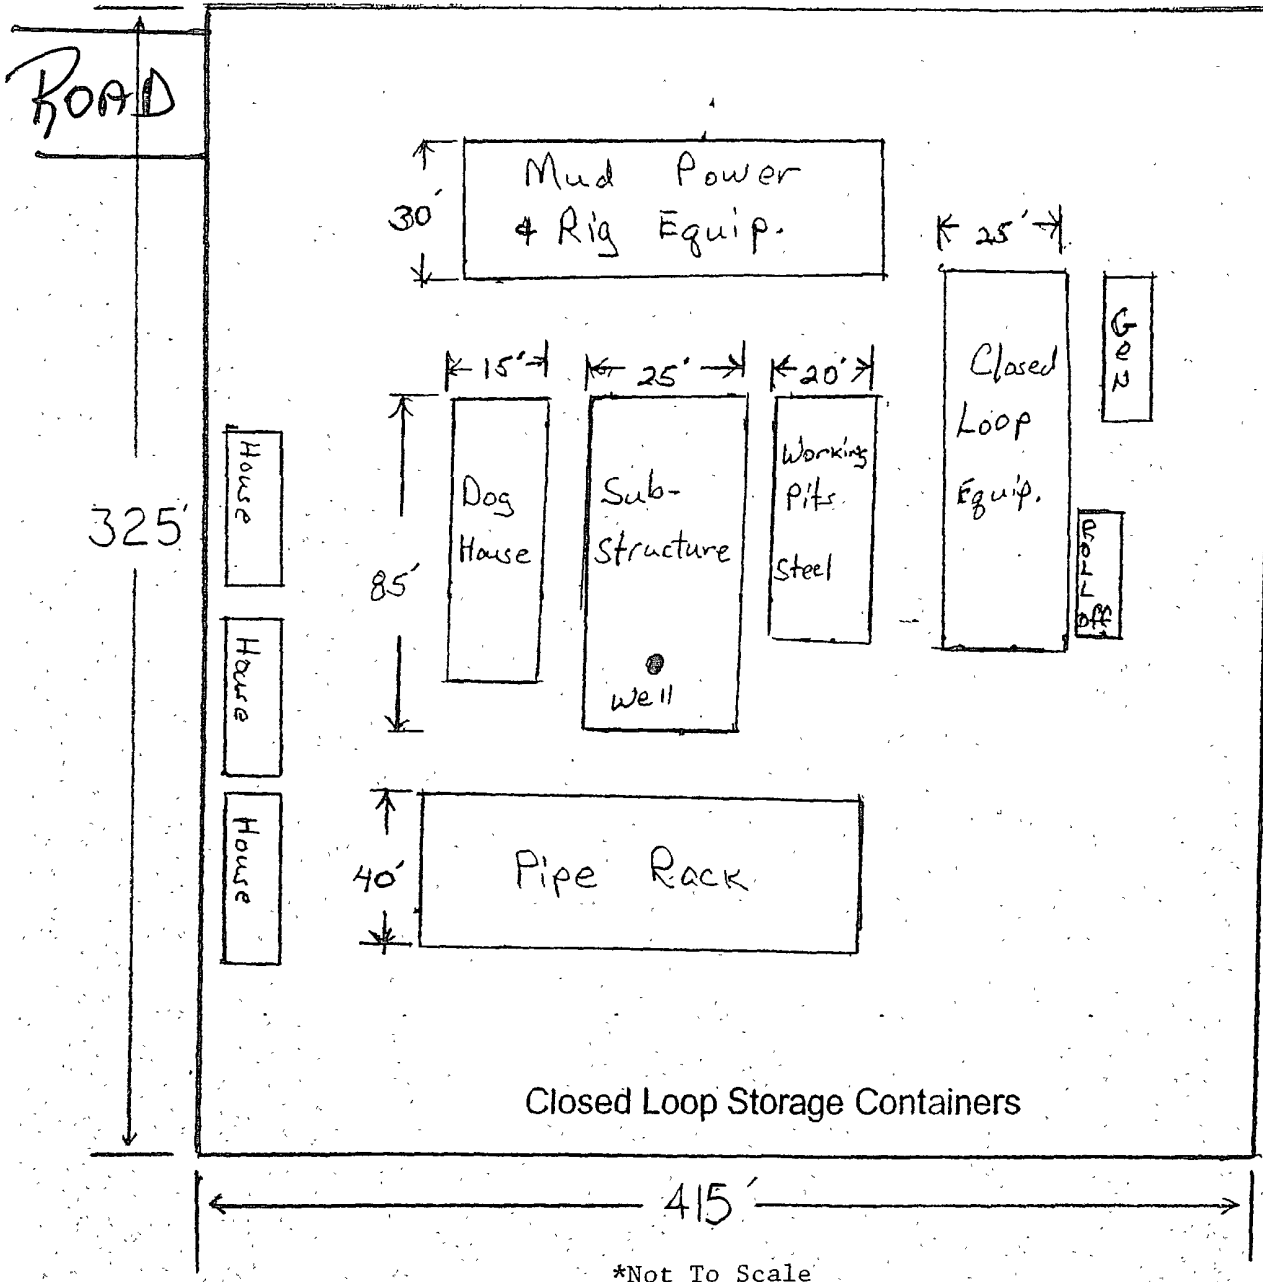 ROAD
Mud Power
& Rig Equip.
30'
25'
Gen
Closed
Loop
Equip.
15'
25'
20'
House
Dog
House
Sub-
Structure
Working
Pits
Steel
325'
85'
Roll
Off
Well
House
House
40'
Pipe Rack
Closed Loop Storage Containers
415'
*Not To Scale